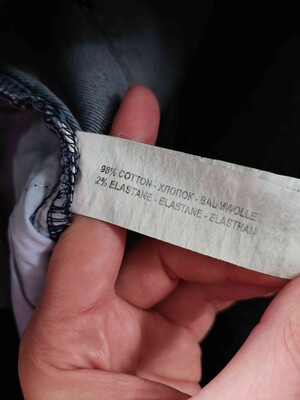 98% COTTON - ХЛОПОК - BAUMWOLLE
2% ELASTANE - ELASTANE - ELASTHAN